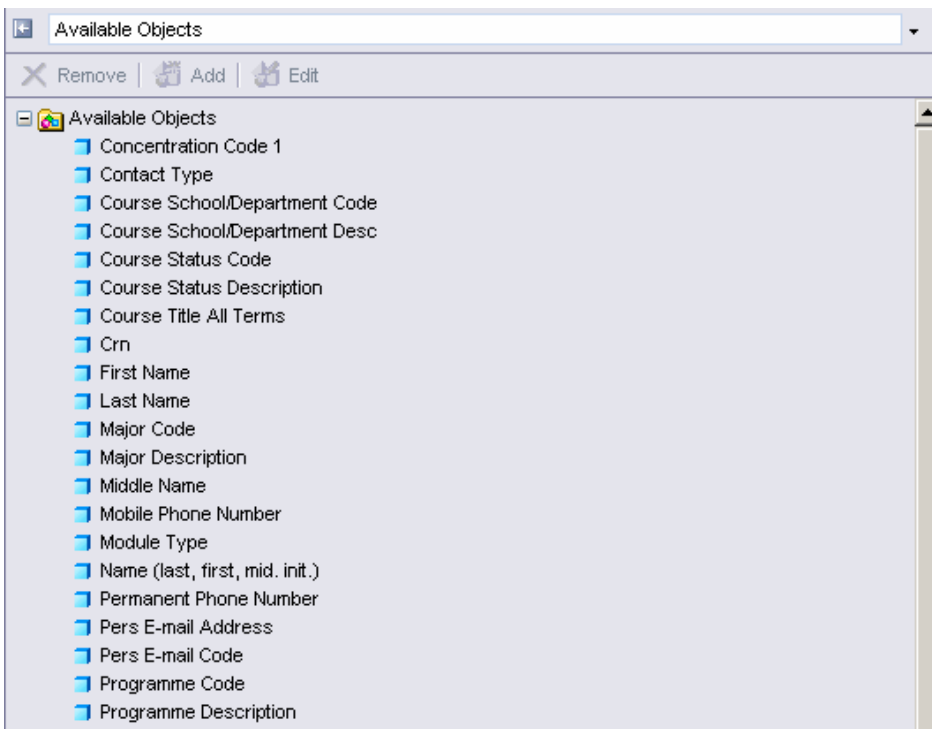 Available Objects
Remove | Add | Edit
Available Objects
Concentration Code 1
Contact Type
Course School/Department Code
Course School/Department Desc
Course Status Code
Course Status Description
Course Title All Terms
Crn
First Name
Last Name
Major Code
Major Description
Middle Name
Mobile Phone Number
Module Type
Name (last, first, mid. init.)
Permanent Phone Number
Pers E-mail Address
Pers E-mail Code
Programme Code
Programme Description